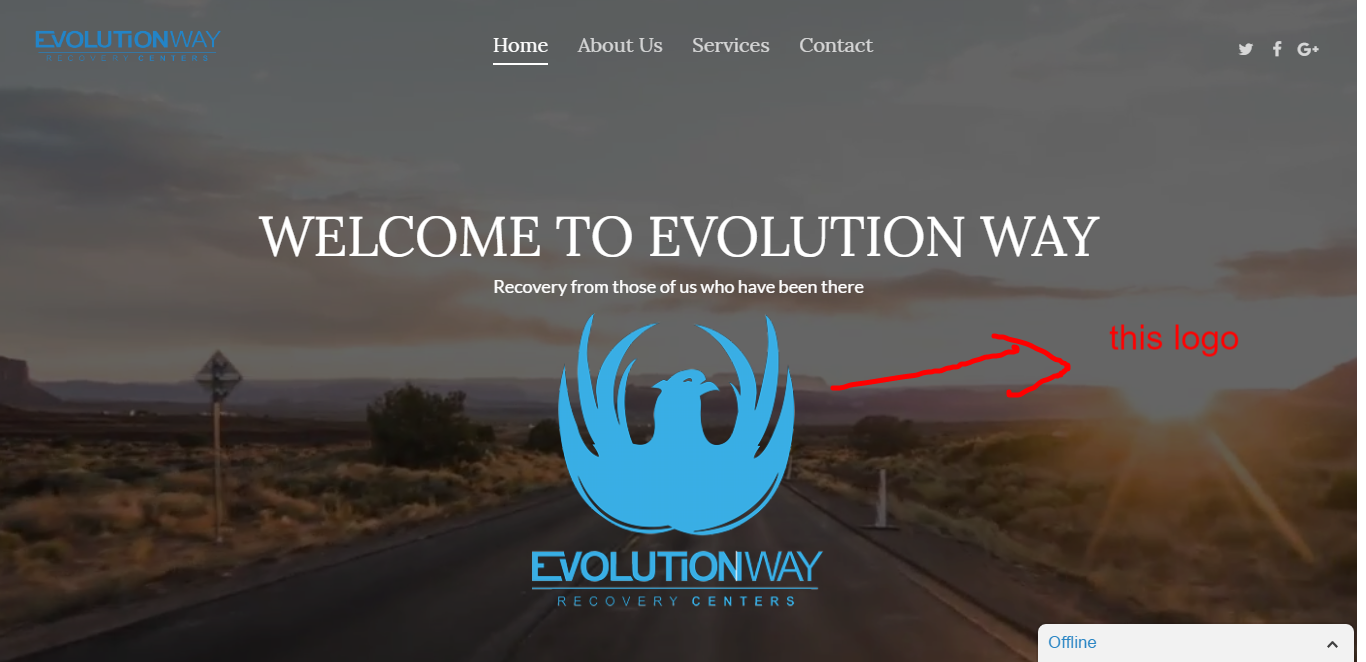 EVOLUTIONWAY
RECOVERY CENTERS
Home About Us Services Contact
WELCOME TO EVOLUTION WAY
Recovery from those of us who have been there
this logo
EVOLUTiONWAY
RECOVERY CENTERS
Offline